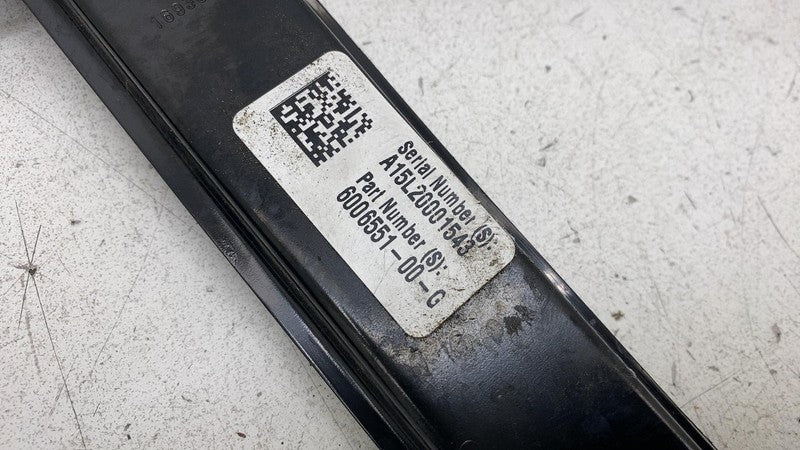 Serial Number (S):
A15L20001543
Part Number (S):
6006551-00-G